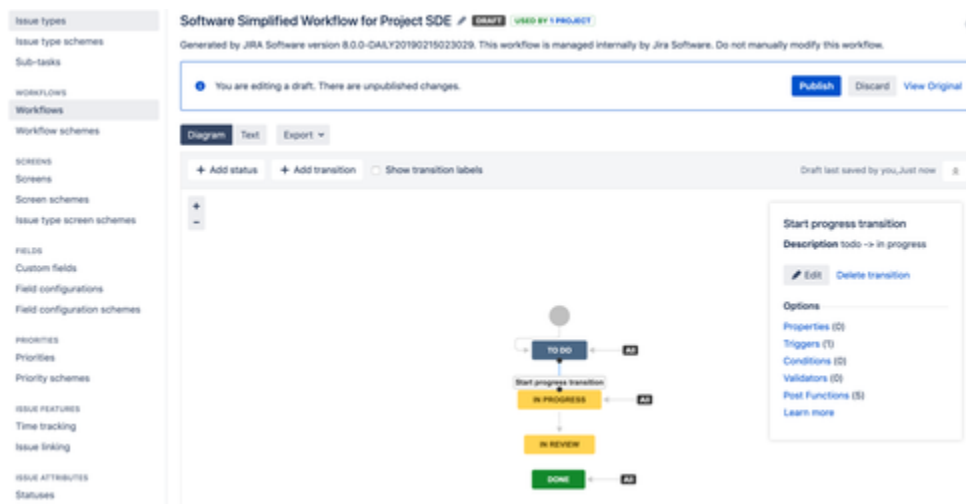 Issue types
Issue type schemes
Sub-tasks
WORKFLOWS
Workflows
Workflow schemes
SCREENS
Screens
Screen schemes
Issue type screen schemes
FIELDS
Custom fields
Field configurations
Field configuration schemes
PRIORITIES
Priorities
Priority schemes
ISSUE FEATURES
Time tracking
Issue linking
ISSUE ATTRIBUTES
Statuses
Software Simplified Workflow for Project SDE DRAFT USED BY 1 PROJECT
Generated by JIRA Software version 8.0.0-DAILY20190215023029. This workflow is managed internally by Jira Software. Do not manually modify this workflow.
You are editing a draft. There are unpublished changes. Publish Discard View Original
Diagram Text Export
+ Add status + Add transition Show transition labels Draft last saved by you,Just now
+
−
TO DO All
Start progress transition
IN PROGRESS All
IN REVIEW
DONE All
Start progress transition
Description todo -> in progress
Edit Delete transition
Options
Properties (0)
Triggers (1)
Conditions (0)
Validators (0)
Post Functions (5)
Learn more